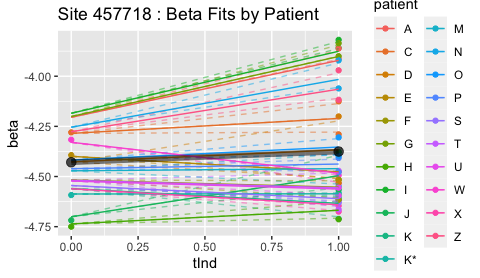 Site 457718 : Beta Fits by Patient
beta
-4.00
-4.25
-4.50
-4.75
0.00 0.25 0.50 0.75 1.00
tInd
patient
A M
C N
D O
E P
F S
G T
H U
I W
J X
K Z
K*